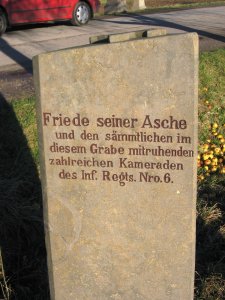 Friede seiner Asche
und den sämmtlichen im
diesem Grabe mitruhenden
zahlreichen Kameraden
des Inf. Regts. Nro. 6.